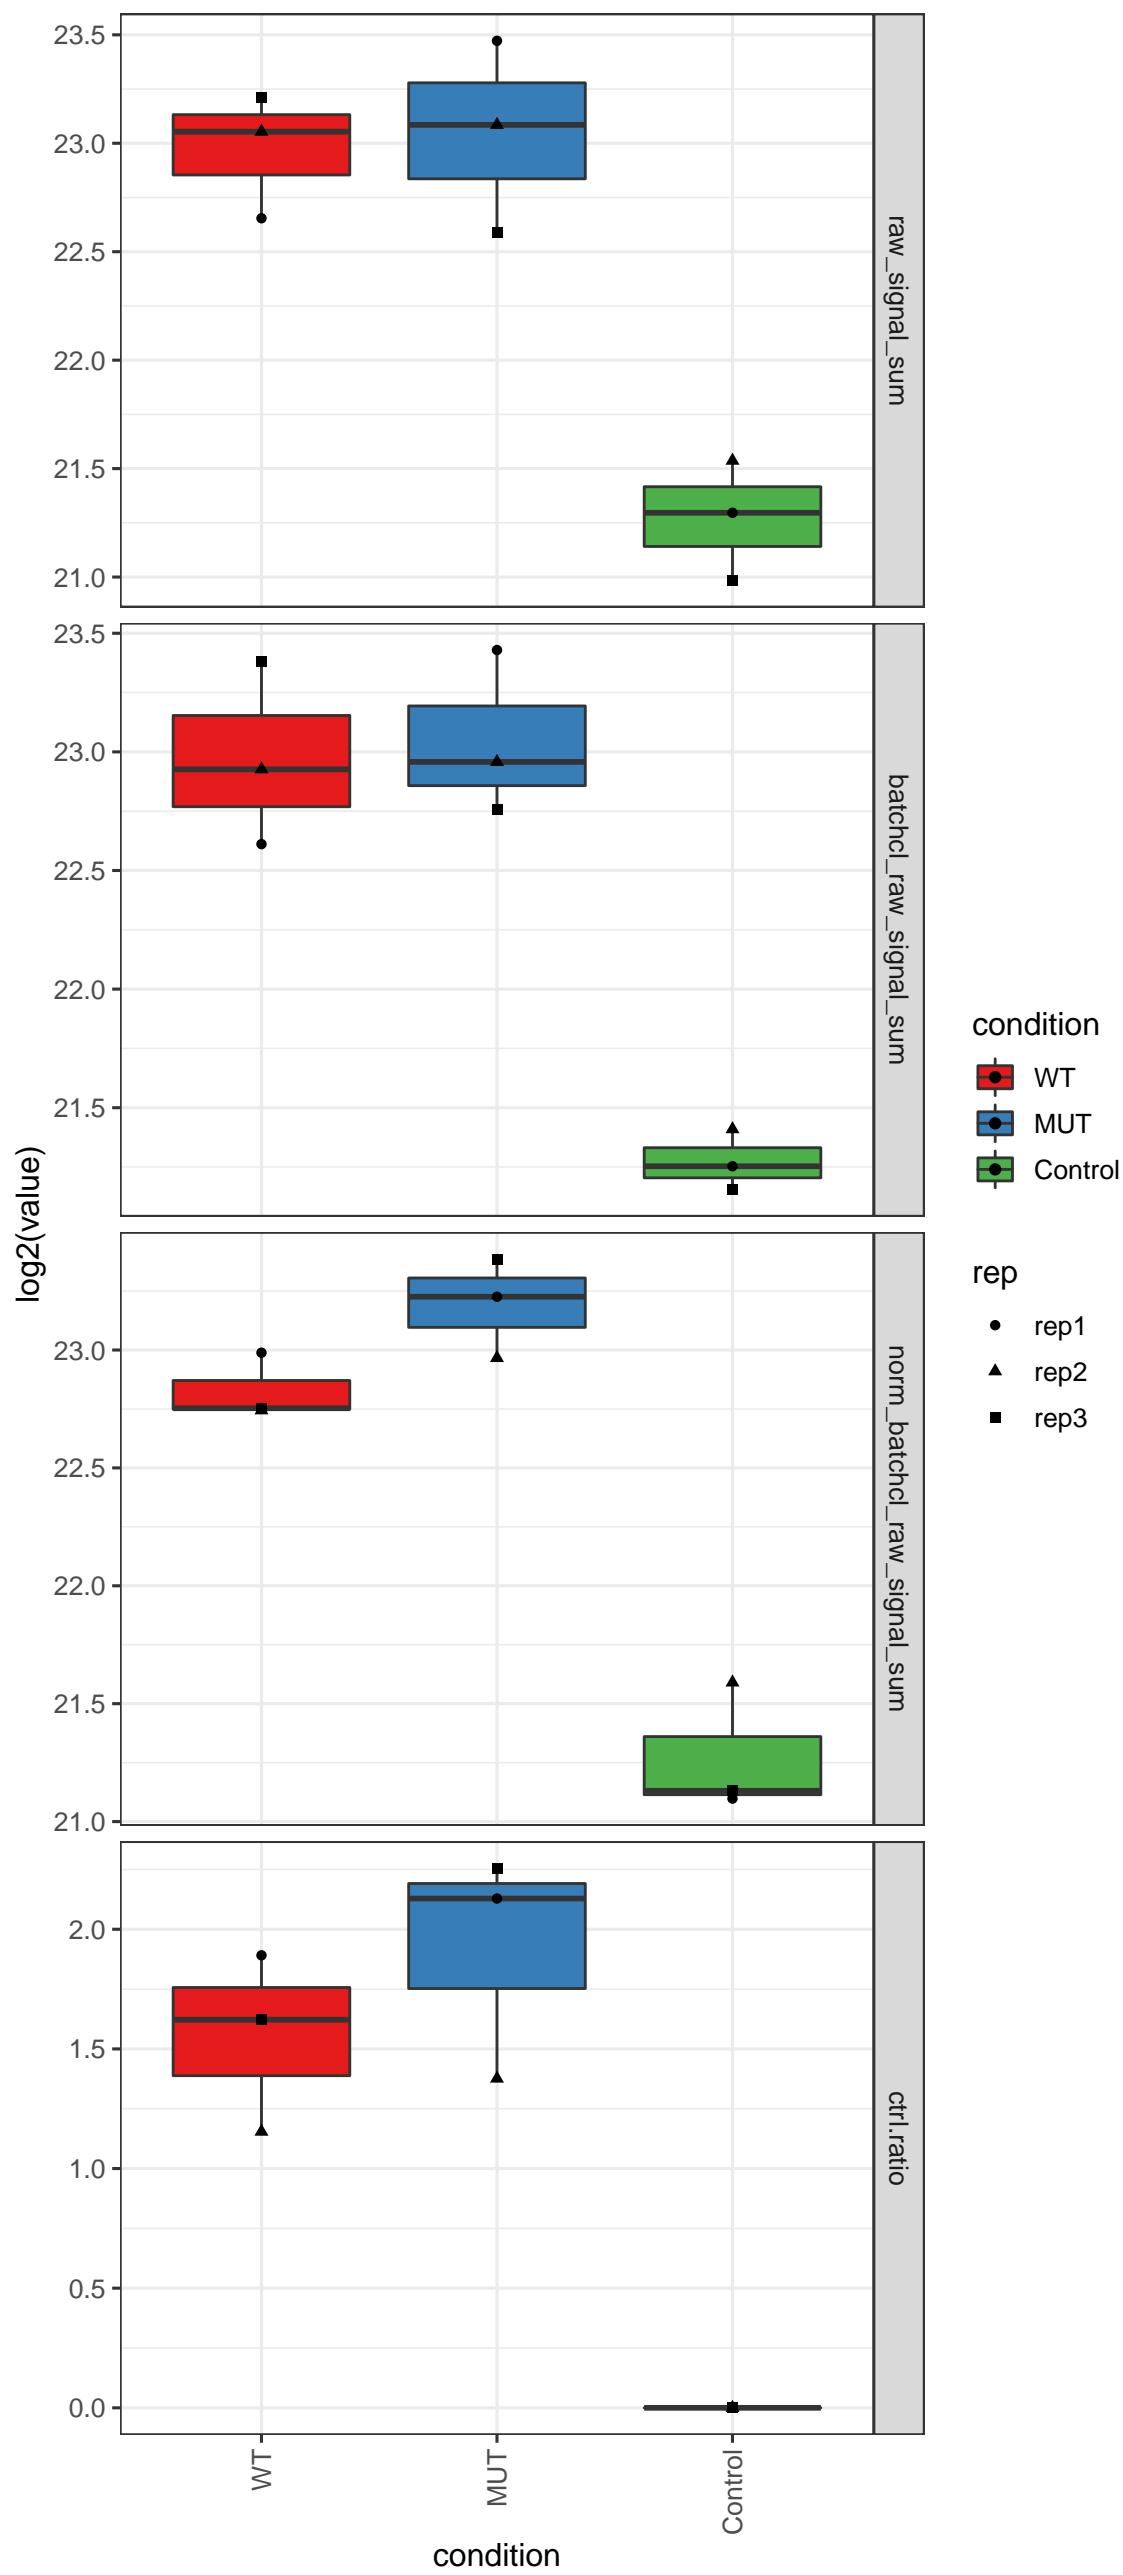 23.5
23.0
22.5
22.0
21.5
21.0
raw_signal_sum
23.5
23.0
22.5
22.0
21.5
batchcl_raw_signal_sum
23.0
22.5
22.0
21.5
21.0
norm_batchcl_raw_signal_sum
2.0
1.5
1.0
0.5
0.0
ctrl.ratio
log2(value)
WT
MUT
Control
condition
condition
WT
MUT
Control
rep
rep1
rep2
rep3